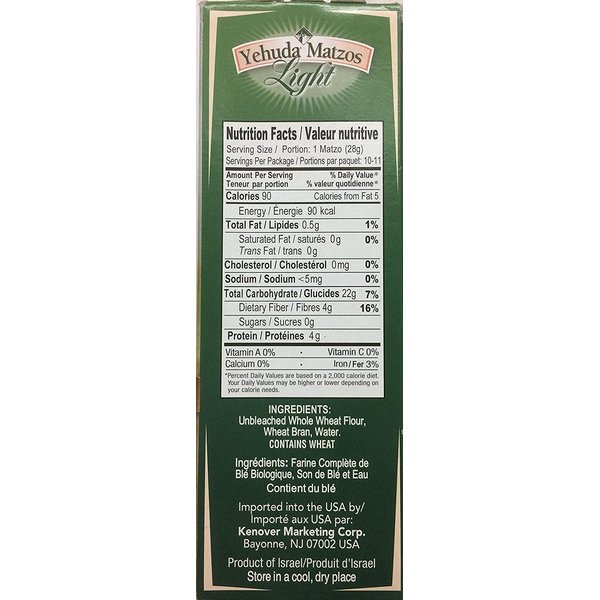 Yehuda Matzos
Light
Nutrition Facts / Valeur nutritive
Serving Size / Portion: 1 Matzo (28g)
Servings Per Package / Portions par paquet: 10-11
Amount Per Serving % Daily Value*
Teneur par portion % valeur quotidienne*
Calories 90 Calories from Fat 5
Energy / Énergie 90 kcal
Total Fat / Lipides 0.5g 1%
Saturated Fat / saturés 0g 0%
Trans Fat / trans 0g
Cholesterol / Cholestérol 0mg 0%
Sodium / Sodium <5mg 0%
Total Carbohydrate / Glucides 22g 7%
Dietary Fiber / Fibres 4g 16%
Sugars / Sucres 0g
Protein / Protéines 4g
Vitamin A 0% · Vitamin C 0%
Calcium 0% · Iron/Fer 3%
*Percent Daily Values are based on a 2,000 calorie diet.
Your Daily Values may be higher or lower depending on
your calorie needs.
INGREDIENTS:
Unbleached Whole Wheat Flour,
Wheat Bran, Water.
CONTAINS WHEAT
Ingrédients: Farine Complète de
Blé Biologique, Son de Blé et Eau
Contient du blé
Imported into the USA by/
Importé aux USA par:
Kenover Marketing Corp.
Bayonne, NJ 07002 USA
Product of Israel/Produit d'Israel
Store in a cool, dry place